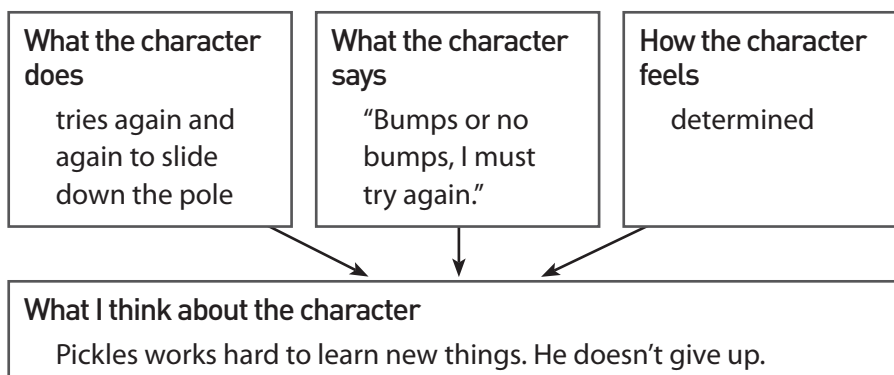 What the character
does
tries again and
again to slide
down the pole
What the character
says
“Bumps or no
bumps, I must
try again.”
How the character
feels
determined
What I think about the character
Pickles works hard to learn new things. He doesn’t give up.